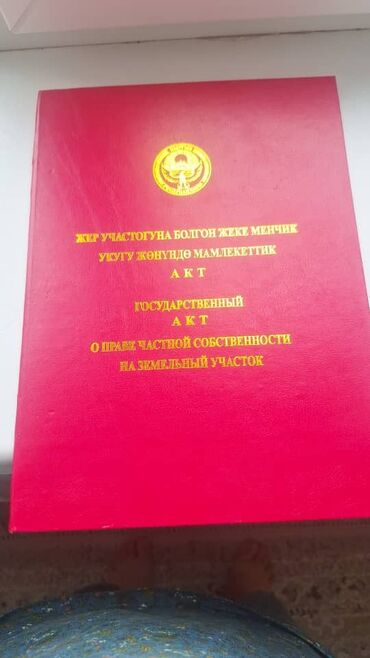 ЖЕР УЧАСТОГУНА БОЛГОН ЖЕКЕ МЕНЧИК
УКУГУ ЖӨНҮНДӨ МАМЛЕКЕТТИК
АКТ
ГОСУДАРСТВЕННЫЙ
АКТ
О ПРАВЕ ЧАСТНОЙ СОБСТВЕННОСТИ
НА ЗЕМЕЛЬНЫЙ УЧАСТОК